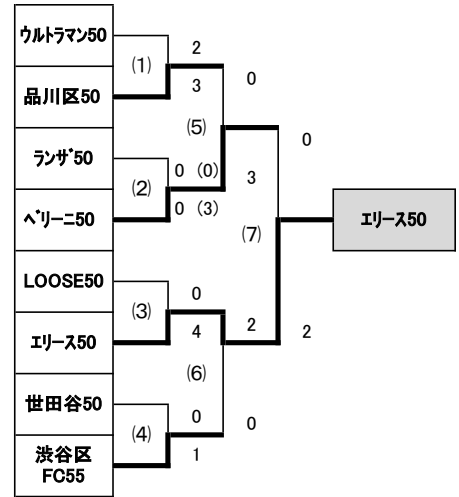 ウルトラマン50
(1)
2
品川区50
3
0
(5)
ランザ50
0 (0)
0
(2)
3
ベリーニ50
0 (3)
(7)
エリース50
LOOSE50
0
(3)
エリース50
4
2
2
(6)
世田谷50
0
0
(4)
渋谷区
FC55
1